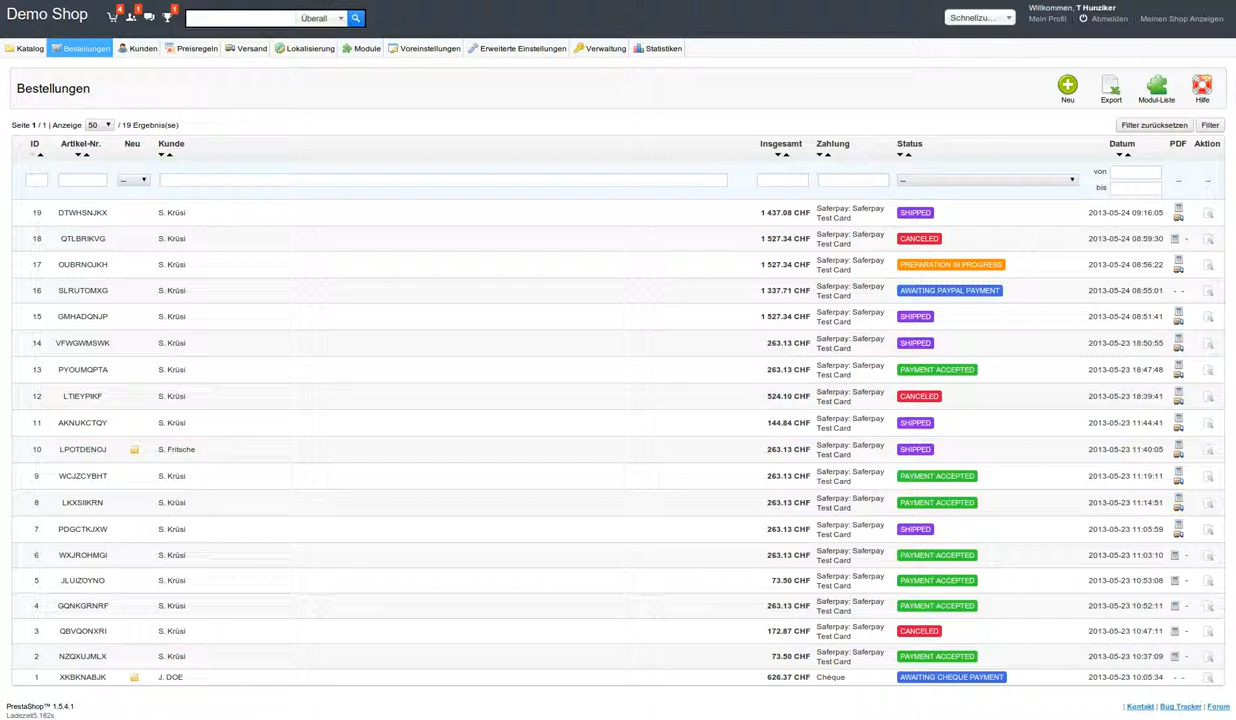 Demo Shop 4 1 1 Überall Schnellzu... Willkommen, T Hunziker
Mein Profil Abmelden Meinen Shop Anzeigen
Katalog Bestellungen Kunden Preisregeln Versand Lokalisierung Module Voreinstellungen Erweiterte Einstellungen Verwaltung Statistiken
Bestellungen
Neu Export Modul-Liste Hilfe
Seite 1 / 1 | Anzeige 50 / 19 Ergebnis(se) Filter zurücksetzen Filter
ID Artikel-Nr. Neu Kunde Insgesamt Zahlung Status Datum PDF Aktion
-- -- von -- --
bis
19 DTWHSNJKX S. Krüsi 1 437.08 CHF Saferpay: Saferpay Test Card SHIPPED 2013-05-24 09:16:05
18 QTLBRIKVG S. Krüsi 1 527.34 CHF Saferpay: Saferpay Test Card CANCELED 2013-05-24 08:59:30 -
17 OUBRNOJKH S. Krüsi 1 527.34 CHF Saferpay: Saferpay Test Card PREPARATION IN PROGRESS 2013-05-24 08:56:22
16 SLRUTOMXG S. Krüsi 1 337.71 CHF Saferpay: Saferpay Test Card AWAITING PAYPAL PAYMENT 2013-05-24 08:55:01 - -
15 GMHADQNJP S. Krüsi 1 527.34 CHF Saferpay: Saferpay Test Card SHIPPED 2013-05-24 08:51:41
14 VFWGWMSWK S. Krüsi 263.13 CHF Saferpay: Saferpay Test Card SHIPPED 2013-05-23 18:50:55
13 PYOUMQPTA S. Krüsi 263.13 CHF Saferpay: Saferpay Test Card PAYMENT ACCEPTED 2013-05-23 18:47:48
12 LTIEYPIKF S. Krüsi 524.10 CHF Saferpay: Saferpay Test Card CANCELED 2013-05-23 18:39:41
11 AKNUKCTQY S. Krüsi 144.84 CHF Saferpay: Saferpay Test Card SHIPPED 2013-05-23 11:44:41
10 LPOTDENOJ S. Fritsche 263.13 CHF Saferpay: Saferpay Test Card SHIPPED 2013-05-23 11:40:05
9 WCJZCYBHT S. Krüsi 263.13 CHF Saferpay: Saferpay Test Card PAYMENT ACCEPTED 2013-05-23 11:19:11
8 LKXSIIKRN S. Krüsi 263.13 CHF Saferpay: Saferpay Test Card PAYMENT ACCEPTED 2013-05-23 11:14:51
7 PDGCTKJXW S. Krüsi 263.13 CHF Saferpay: Saferpay Test Card SHIPPED 2013-05-23 11:05:59
6 WXJROHMGI S. Krüsi 263.13 CHF Saferpay: Saferpay Test Card PAYMENT ACCEPTED 2013-05-23 11:03:10 -
5 JLUIZOYNO S. Krüsi 73.50 CHF Saferpay: Saferpay Test Card PAYMENT ACCEPTED 2013-05-23 10:53:08 -
4 GQNKGRNRF S. Krüsi 263.13 CHF Saferpay: Saferpay Test Card PAYMENT ACCEPTED 2013-05-23 10:52:11 -
3 QBVQONXRI S. Krüsi 172.87 CHF Saferpay: Saferpay Test Card CANCELED 2013-05-23 10:47:11 -
2 NZQXUJMLX S. Krüsi 73.50 CHF Saferpay: Saferpay Test Card PAYMENT ACCEPTED 2013-05-23 10:37:09 -
1 XKBKNABJK J. DOE 626.37 CHF Chèque AWAITING CHEQUE PAYMENT 2013-05-23 10:05:34 - -
PrestaShop™ 1.5.4.1 | Kontakt | Bug Tracker | Forum
Ladezeit5.182s